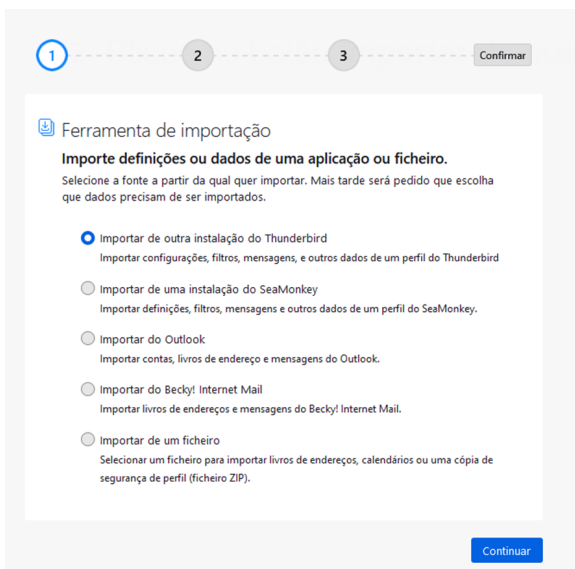 1
2
3
Confirmar
Ferramenta de importação
Importe definições ou dados de uma aplicação ou ficheiro.
Selecione a fonte a partir da qual quer importar. Mais tarde será pedido que escolha
que dados precisam de ser importados.
Importar de outra instalação do Thunderbird
Importar configurações, filtros, mensagens, e outros dados de um perfil do Thunderbird
Importar de uma instalação do SeaMonkey
Importar definições, filtros, mensagens e outros dados de um perfil do SeaMonkey.
Importar do Outlook
Importar contas, livros de endereço e mensagens do Outlook.
Importar do Becky! Internet Mail
Importar livros de endereços e mensagens do Becky! Internet Mail.
Importar de um ficheiro
Selecionar um ficheiro para importar livros de endereços, calendários ou uma cópia de
segurança de perfil (ficheiro ZIP).
Continuar